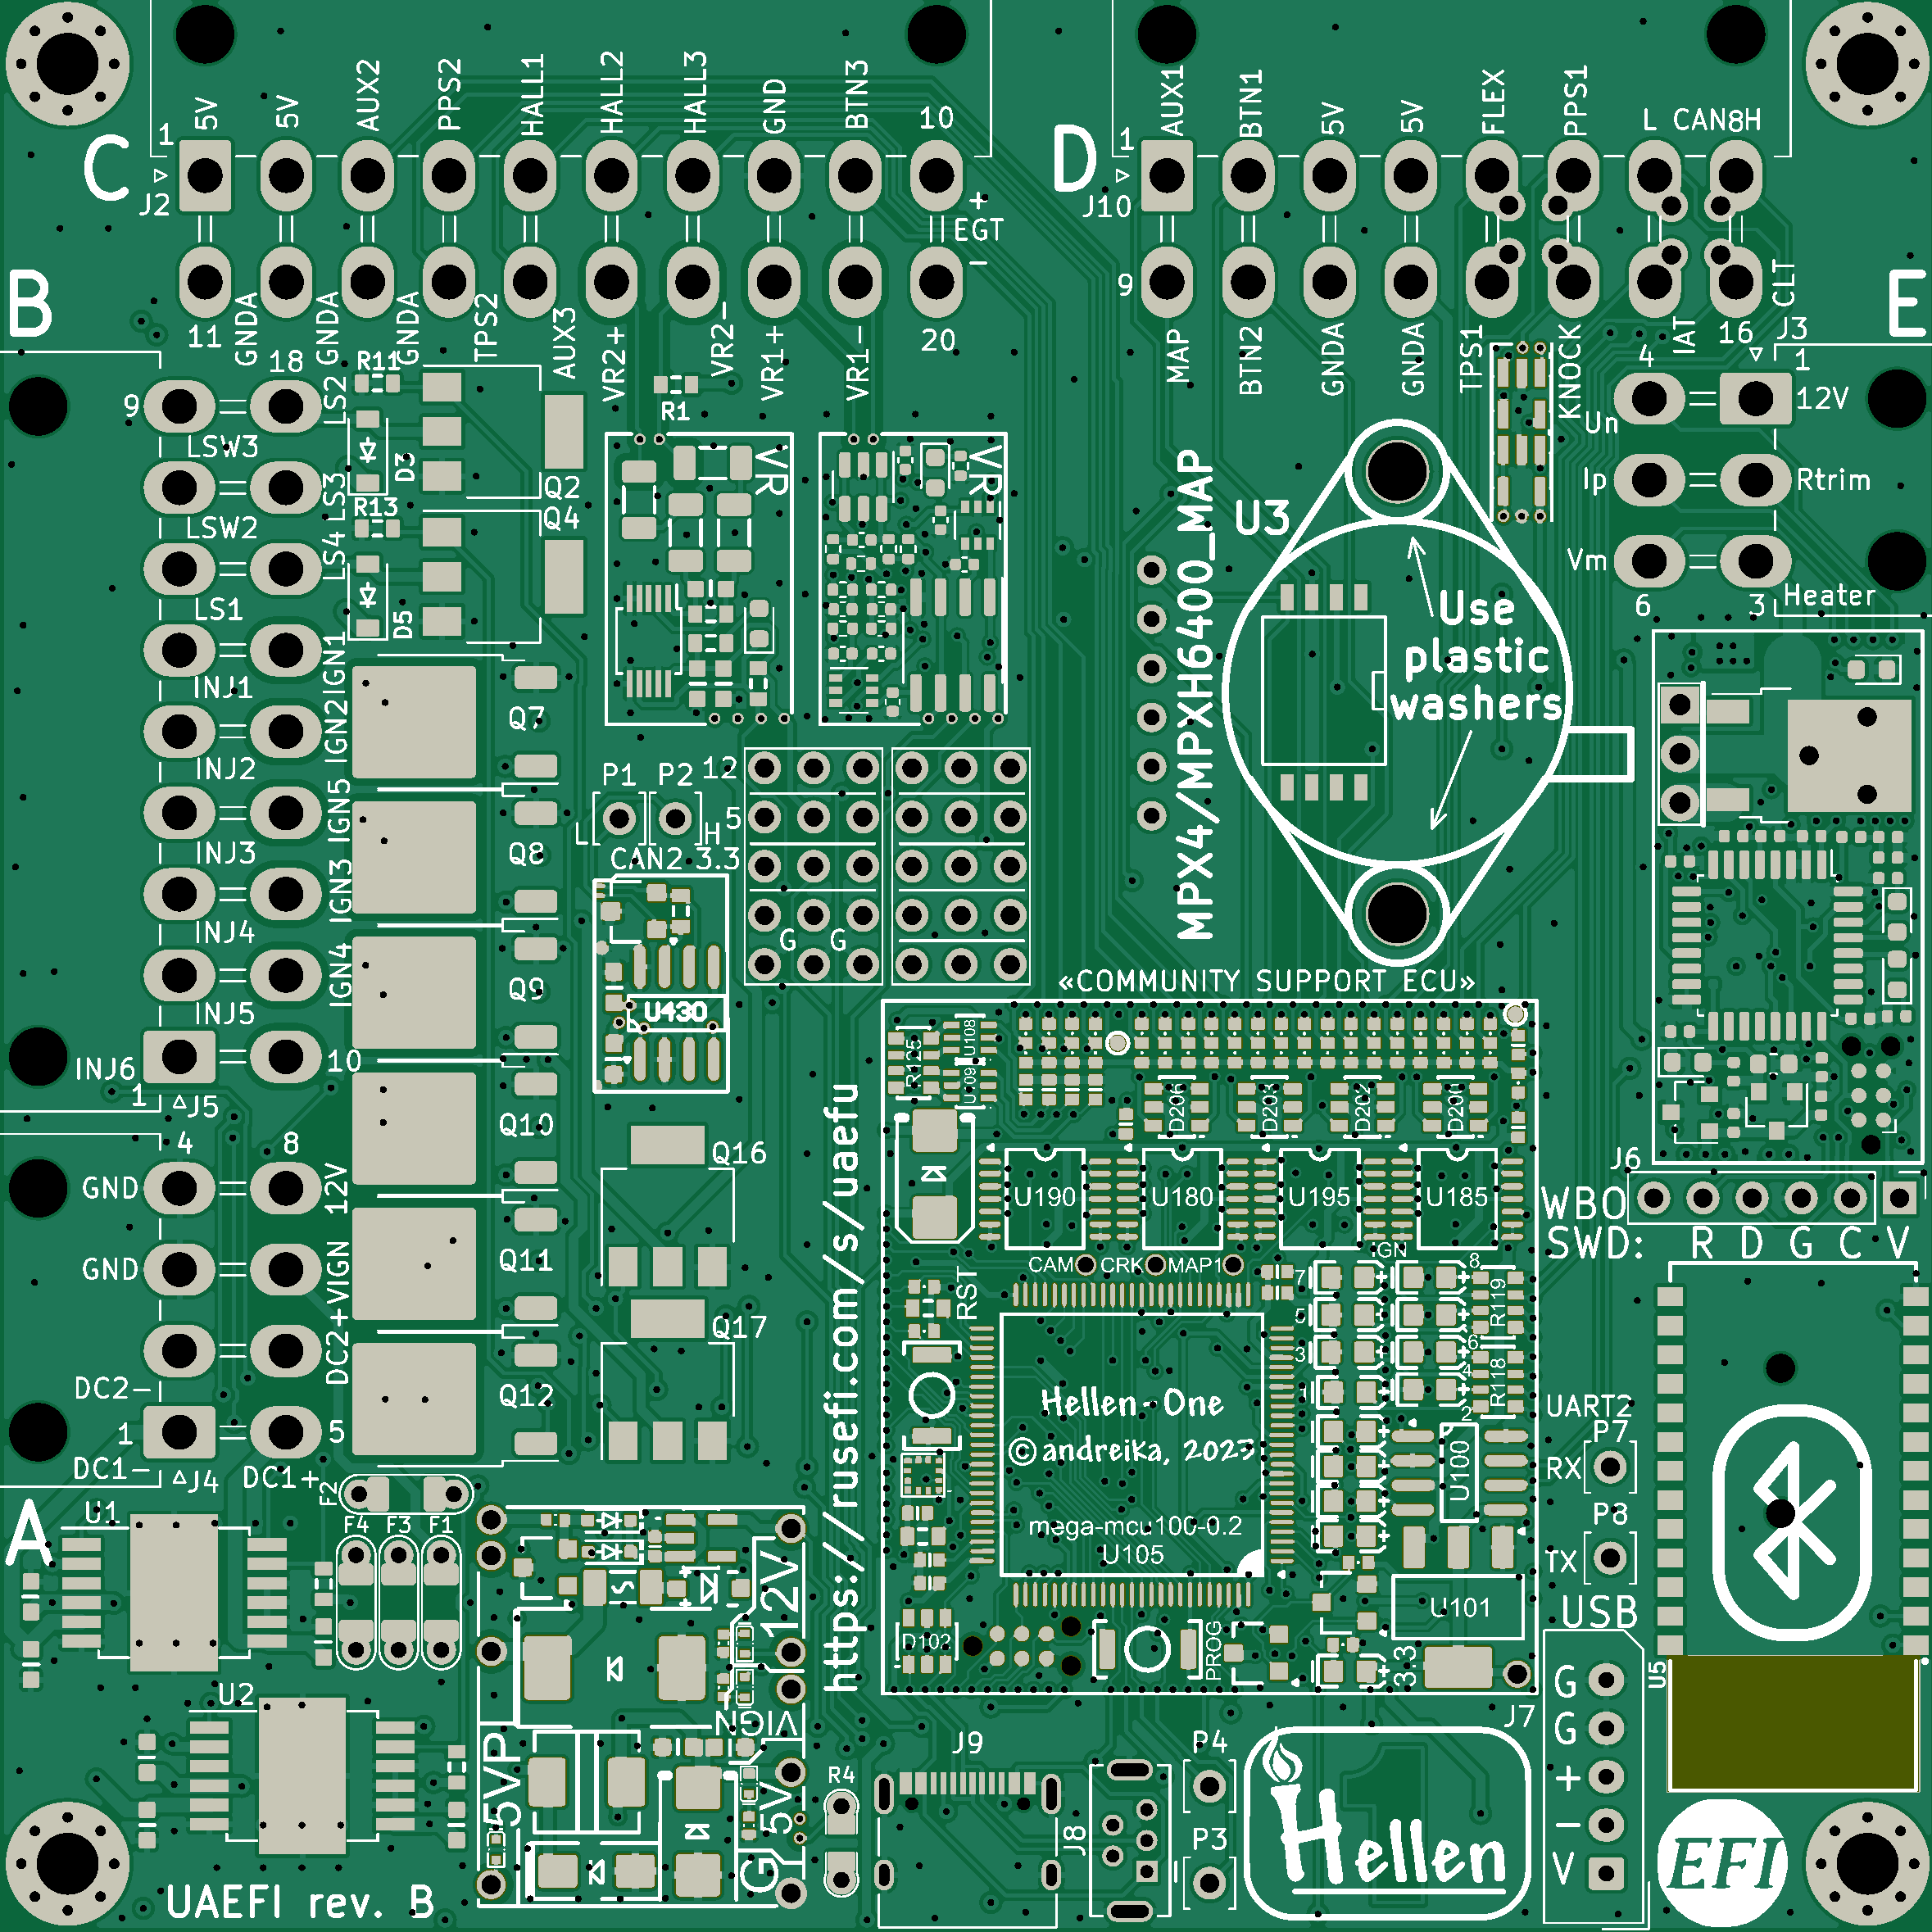 5V
5V
AUX2
PPS2
HALL1
HALL2
HALL3
GND
BTN3
10
1
C
J2
+
EGT
-
AUX1
BTN1
5V
5V
FLEX
PPS1
L CAN8H
1
D
J10
9
MAP
BTN2
GNDA
GNDA
TPS1
KNOCK
IAT
16
CLT
11
GNDA
GNDA
GNDA
TPS2
AUX3
VR2+
VR2-
VR1+
VR1-
20
B
18
9
LSW3
LSW2
LS1
INJ1
INJ2
INJ3
INJ4
INJ5
INJ6
1
J5
10
LS2
LS3
LS4
IGN1
IGN2
IGN5
IGN3
IGN4
R11
D3
R13
D5
Q2
Q4
Q7
Q8
Q9
Q10
Q11
Q12
Q16
Q17
R1
VR
VR
E
J3
4
1
Un
12V
Ip
Rtrim
Vm
6
3
Heater
U3
MPX4/MPXH6400_MAP
Use
plastic
washers
P1
P2
12
L
H
5
CAN2
3.3
G
G
U430
«COMMUNITY SUPPORT ECU»
https://rusefi.com/s/uaefu
R125
U108
U109
D206
D203
D202
D201
U190
U180
U195
U185
CAM
CRK
MAP1
IGN
8
7
5
3
1
6
4
2
R119
R118
RST
Hellen-One
©andreika, 2023
mega-mcu100-0.2
U105
U100
U101
D102
PROG
3.3
J6
WBO
SWD: R D G C V
UART2
P7
RX
P8
TX
USB
G
G
+
-
V
J7
U5
4
8
GND
GND
DC2-
1
DC1-
J4
DC1+
5
12V
VIGN
DC2+
A
U1
U2
F2
F4
F3
F1
12V
VIGN
5VP
5V
G
R4
J9
J8
P4
P3
Hellen
EFI
UAEFI rev. B